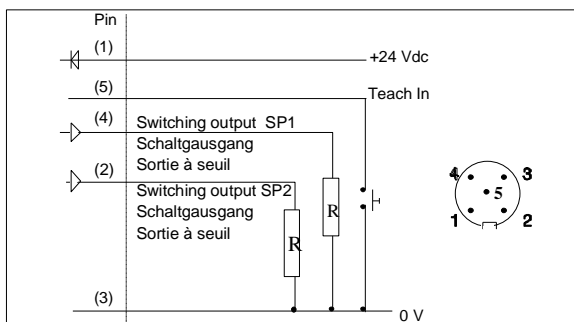 Pin
(1)
+24 Vdc
(5)
Teach In
(4)
Switching output SP1
Schaltgausgang
Sortie à seuil
(2)
Switching output SP2
Schaltgausgang
Sortie à seuil
R
R
(3)
0 V
4
3
5
1
2